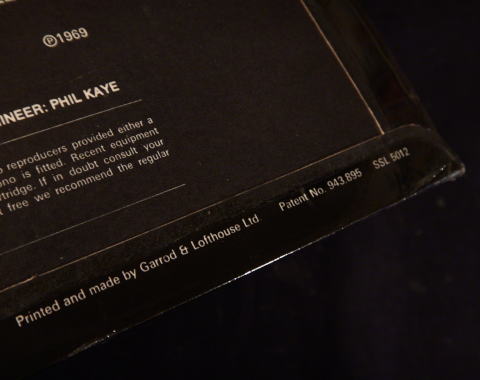 ℗1969
INEER: PHIL KAYE
o reproducers provided either a
ono is fitted. Recent equipment
rtridge. If in doubt consult your
t free we recommend the regular
Printed and made by Garrod & Lofthouse Ltd. Patent No. 943,895 SSL 5012